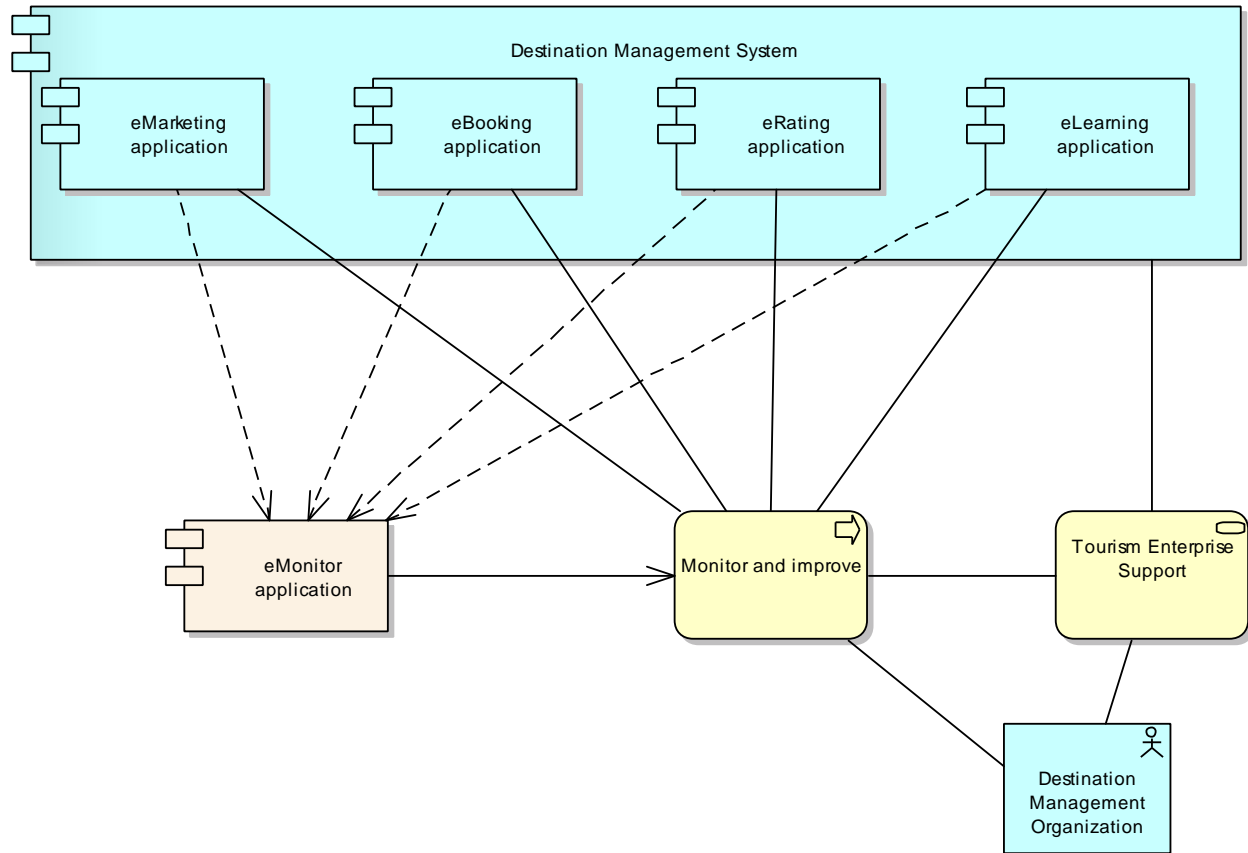 Destination Management System
eMarketing
application
eBooking
application
eRating
application
eLearning
application
eMonitor
application
Monitor and improve
Tourism Enterprise
Support
Destination
Management
Organization